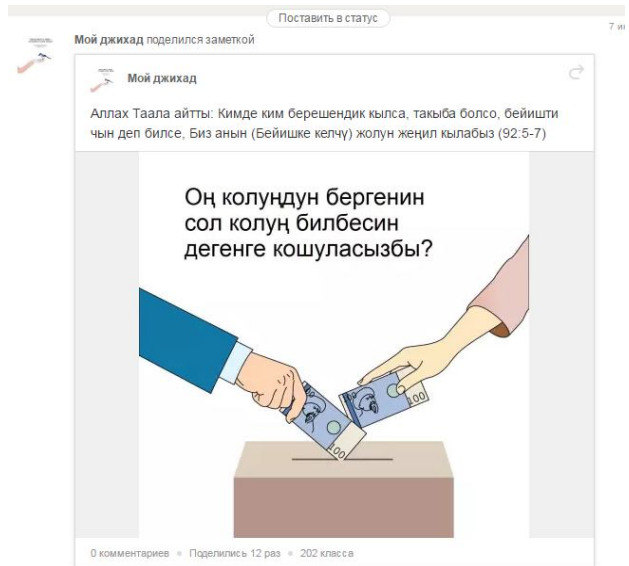 Поставить в статус
Мой джихад поделился заметкой
Мой джихад
Аллах Таала айтты: Кимде ким берешендик кылса, такыба болсо, бейишти
чын деп билсе, Биз анын (Бейишке келчү) жолун жеңил кылабыз (92:5-7)
Оң колуңдун бергенин
сол колуң билбесин
дегенге кошуласызбы?
100
100
0 комментариев • Поделились 12 раз • 202 класса